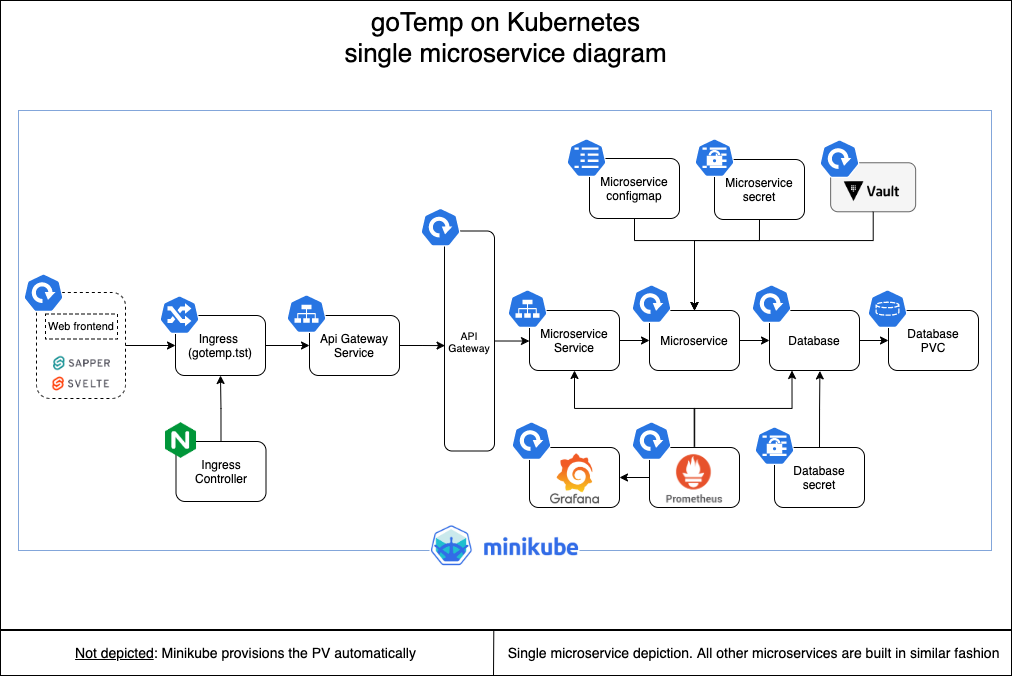 goTemp on Kubernetes
single microservice diagram
Microservice
configmap
Microservice
secret
Vault
Web frontend
SAPPER
SVELTE
Ingress
(gotemp.tst)
Api Gateway
Service
API
Gateway
Microservice
Service
Microservice
Database
Database
PVC
N
Ingress
Controller
Grafana
Prometheus
Database
secret
minikube
Not depicted: Minikube provisions the PV automatically
Single microservice depiction. All other microservices are built in similar fashion